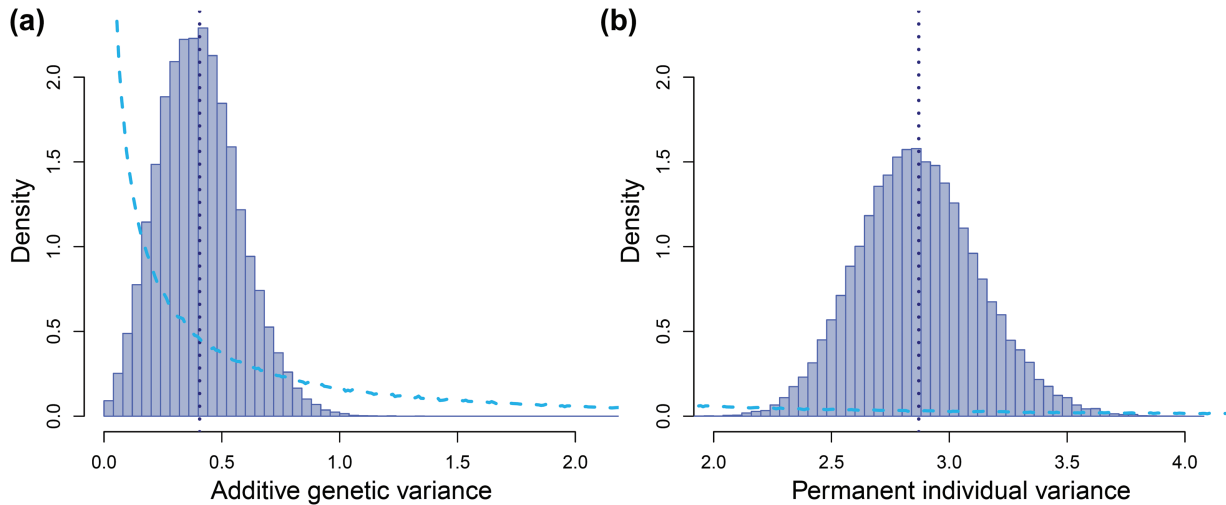 (a)
Density
2.0
1.5
1.0
0.5
0.0
0.0 0.5 1.0 1.5 2.0
Additive genetic variance
(b)
Density
2.0
1.5
1.0
0.5
0.0
2.0 2.5 3.0 3.5 4.0
Permanent individual variance